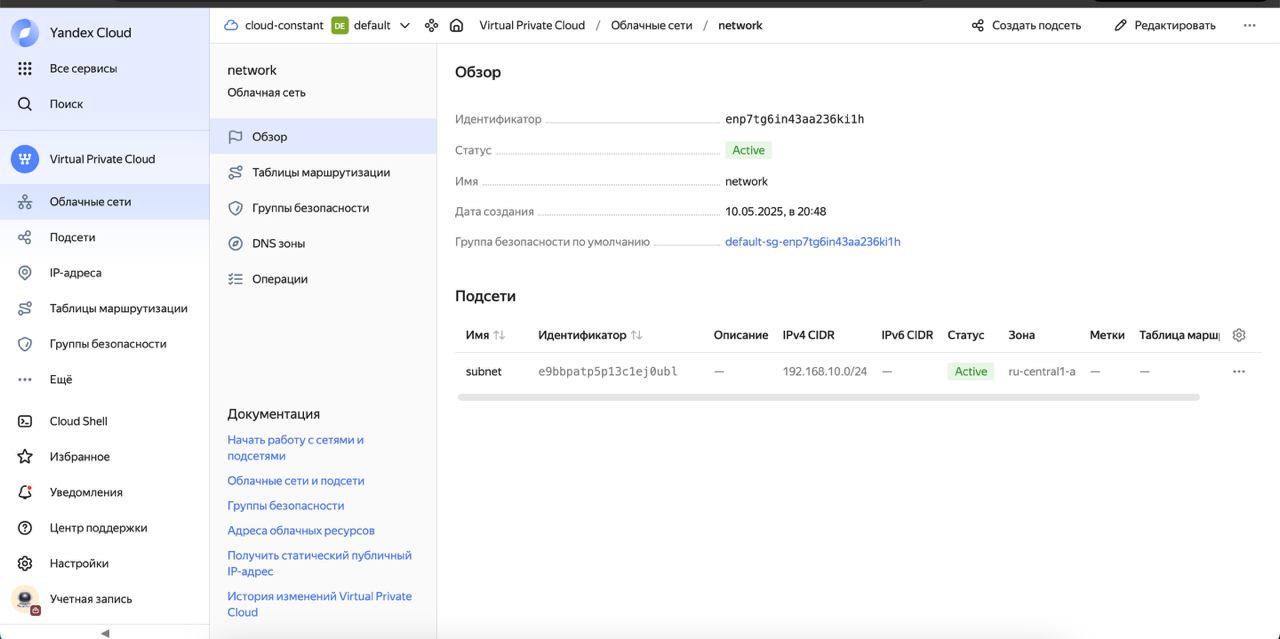 Yandex Cloud
Все сервисы
Поиск
Virtual Private Cloud
Облачные сети
Подсети
IP-адреса
Таблицы маршрутизации
Группы безопасности
Ещё
Cloud Shell
Избранное
Уведомления
Центр поддержки
Настройки
Учетная запись
cloud-constant DE default Virtual Private Cloud / Облачные сети / network Создать подсеть Редактировать
network
Облачная сеть
Обзор
Таблицы маршрутизации
Группы безопасности
DNS зоны
Операции
Документация
Начать работу с сетями и
подсетями
Облачные сети и подсети
Группы безопасности
Адреса облачных ресурсов
Получить статический публичный
IP-адрес
История изменений Virtual Private
Cloud
Обзор
Идентификатор enp7tg6in43aa236ki1h
Статус Active
Имя network
Дата создания 10.05.2025, в 20:48
Группа безопасности по умолчанию default-sg-enp7tg6in43aa236ki1h
Подсети
Имя Идентификатор Описание IPv4 CIDR IPv6 CIDR Статус Зона Метки Таблица марш
subnet e9bbpatp5p13c1ej0ubl — 192.168.10.0/24 — Active ru-central1-a — —